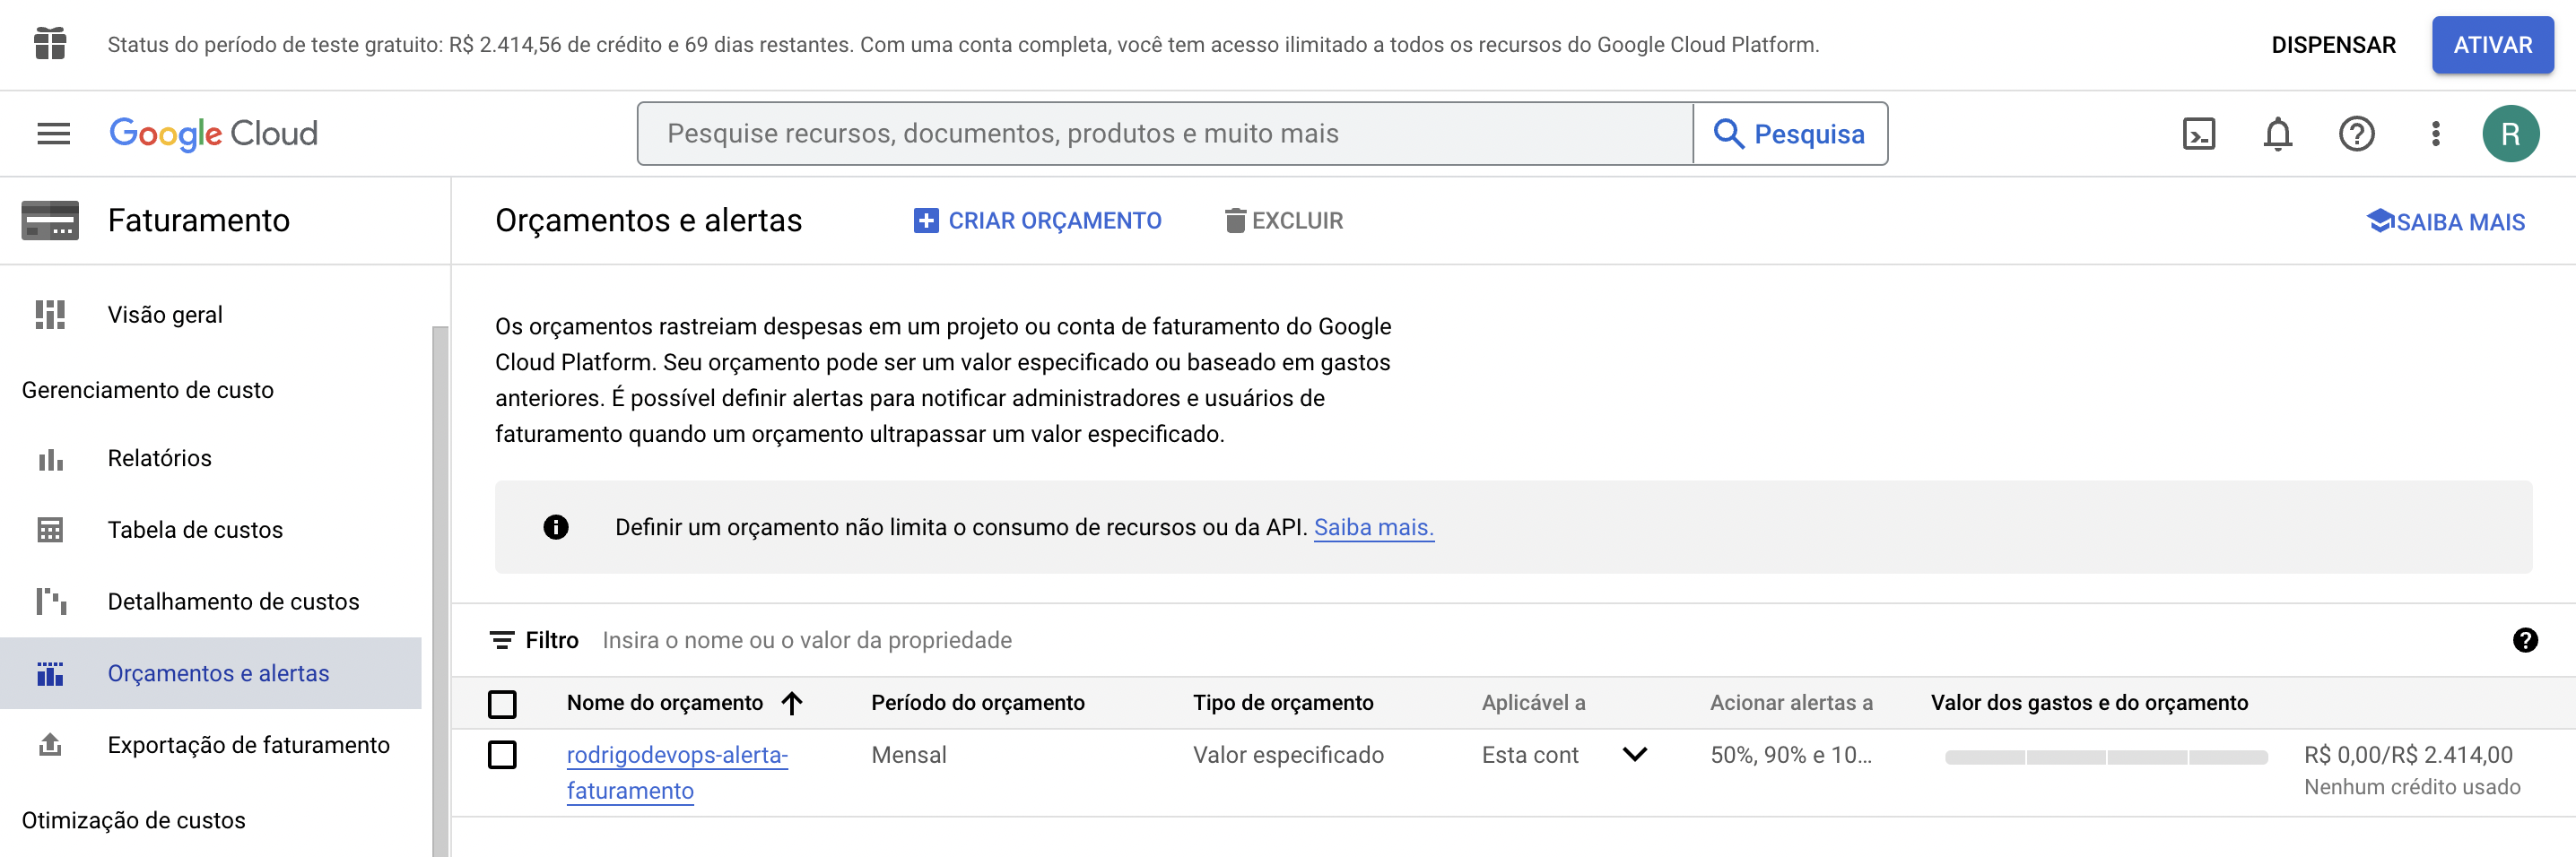 Status do período de teste gratuito: R$ 2.414,56 de crédito e 69 dias restantes. Com uma conta completa, você tem acesso ilimitado a todos os recursos do Google Cloud Platform.
DISPENSAR
ATIVAR
Google Cloud
Pesquise recursos, documentos, produtos e muito mais
Pesquisa
R
Faturamento
Visão geral
Gerenciamento de custo
Relatórios
Tabela de custos
Detalhamento de custos
Orçamentos e alertas
Exportação de faturamento
Otimização de custos
Orçamentos e alertas
CRIAR ORÇAMENTO
EXCLUIR
SAIBA MAIS
Os orçamentos rastreiam despesas em um projeto ou conta de faturamento do Google
Cloud Platform. Seu orçamento pode ser um valor especificado ou baseado em gastos
anteriores. É possível definir alertas para notificar administradores e usuários de
faturamento quando um orçamento ultrapassar um valor especificado.
Definir um orçamento não limita o consumo de recursos ou da API. Saiba mais.
Filtro Insira o nome ou o valor da propriedade
Nome do orçamento Período do orçamento Tipo de orçamento Aplicável a Acionar alertas a Valor dos gastos e do orçamento
rodrigodevops-alerta- Mensal Valor especificado Esta cont 50%, 90% e 10... R$ 0,00/R$ 2.414,00
faturamento Nenhum crédito usado